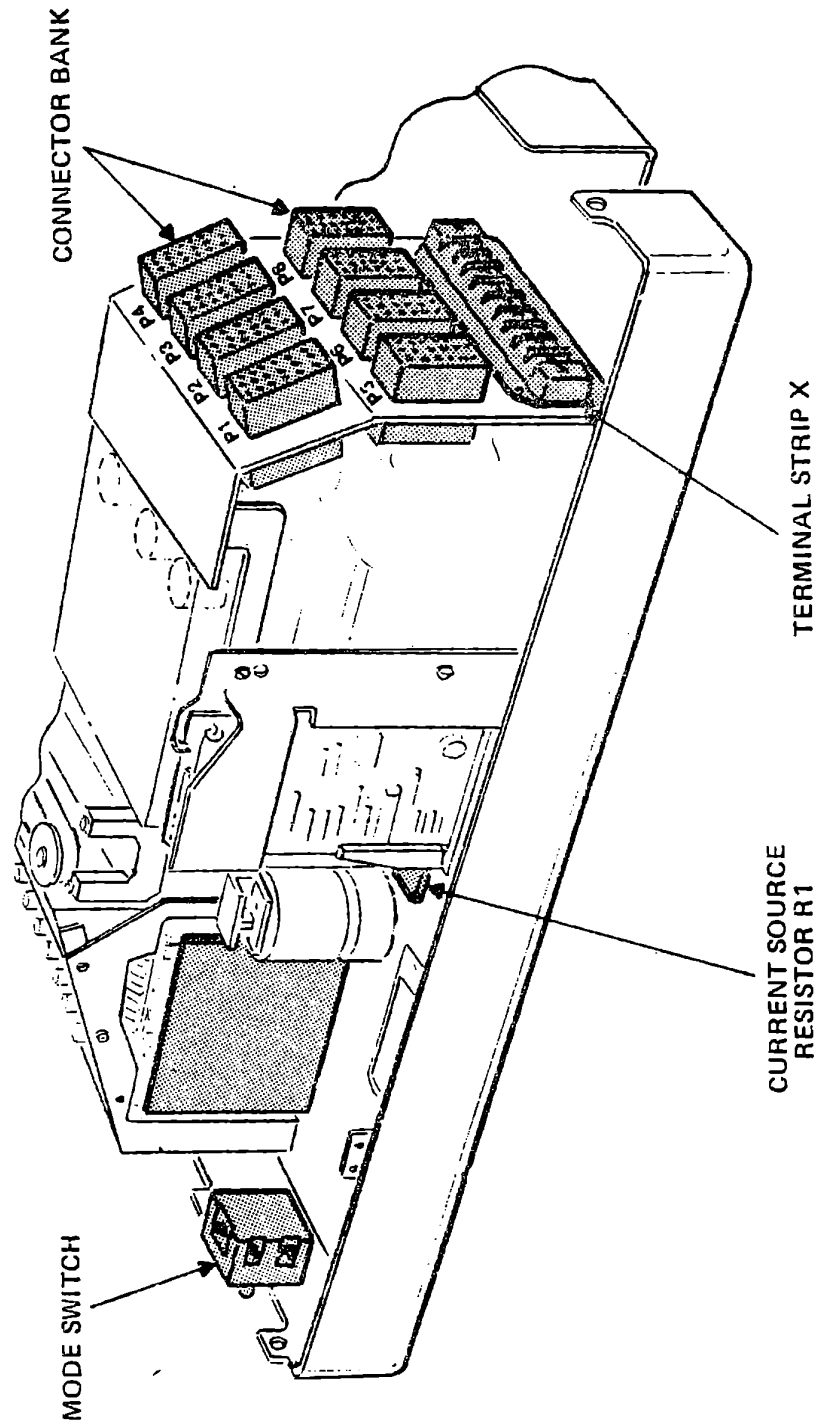 CONNECTOR BANK
P4
P3
P2
P1
P8
P7
P6
P5
MODE SWITCH
CURRENT SOURCE
RESISTOR R1
TERMINAL STRIP X